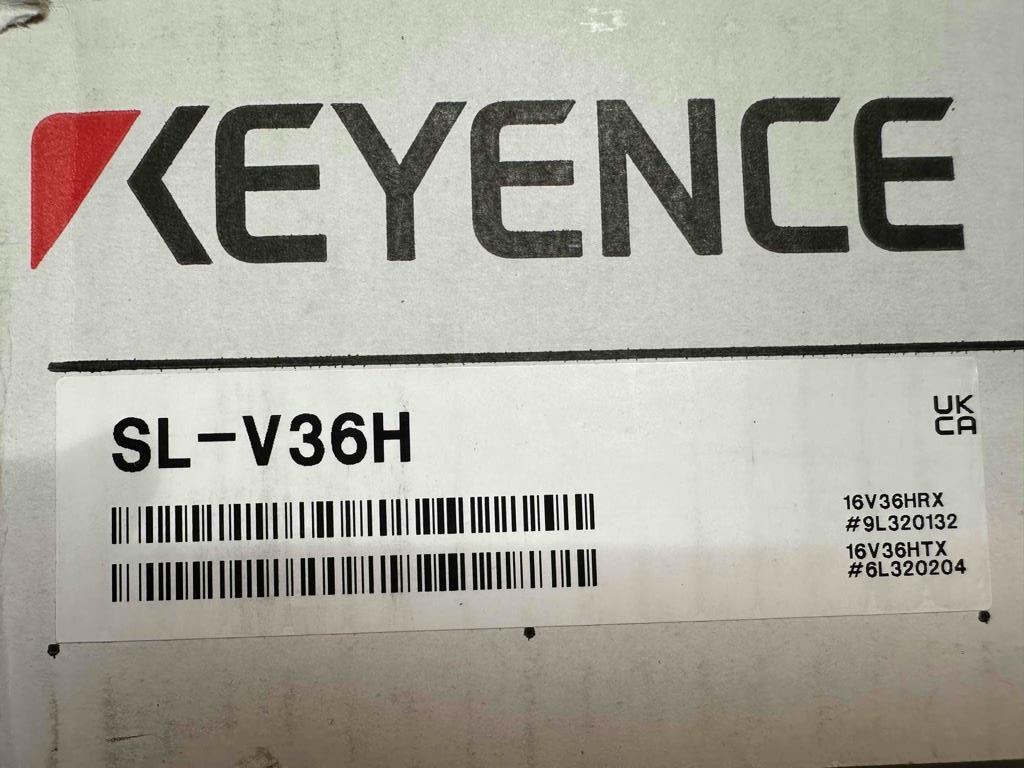 KEYENCE
SL-V36H
UK
CA
16V36HRX
#9L320132
16V36HTX
#6L320204